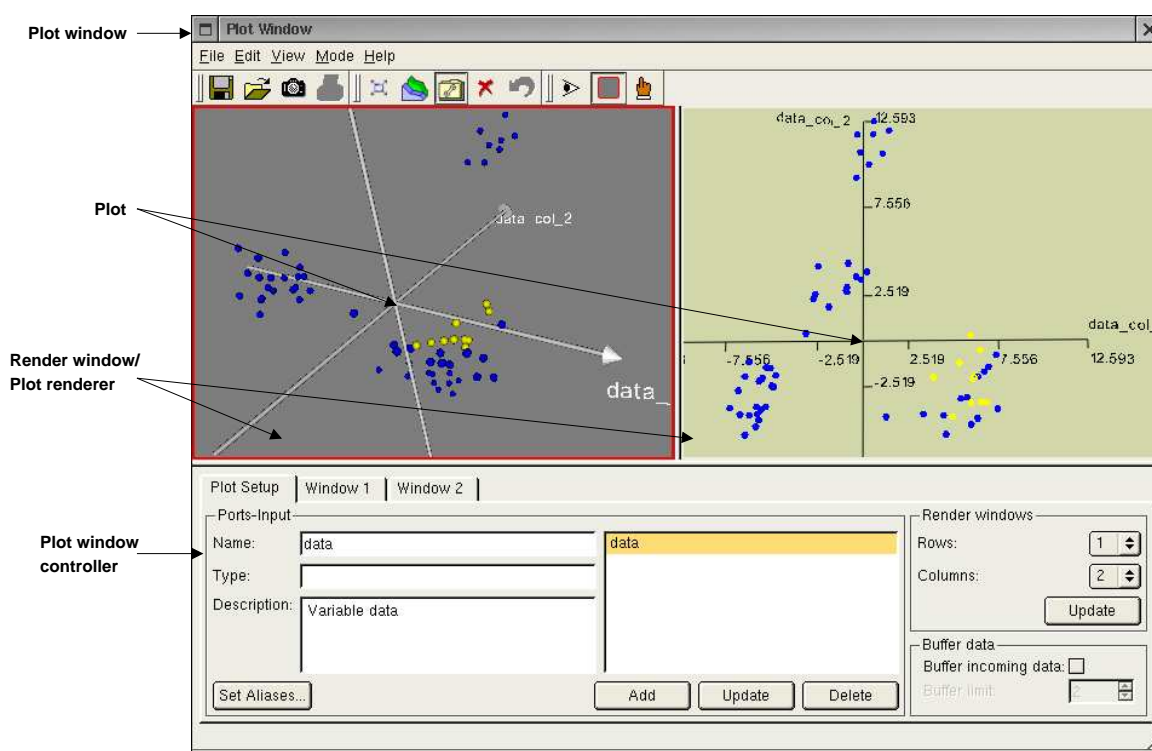 Plot window
Plot Window
File Edit View Mode Help
Plot
data_col_2
data_
data_co_2
12.593
7.556
2.519
data_col_
-7.556
-2.519
2.519
7.556
12.593
-2.519
Render window/
Plot renderer
Plot window
controller
Plot Setup
Window 1
Window 2
Ports-Input
Name:
data
data
Type:
Description:
Variable data
Set Aliases...
Add
Update
Delete
Render windows
Rows:
1
Columns:
2
Update
Buffer data
Buffer incoming data:
Buffer limit:
2